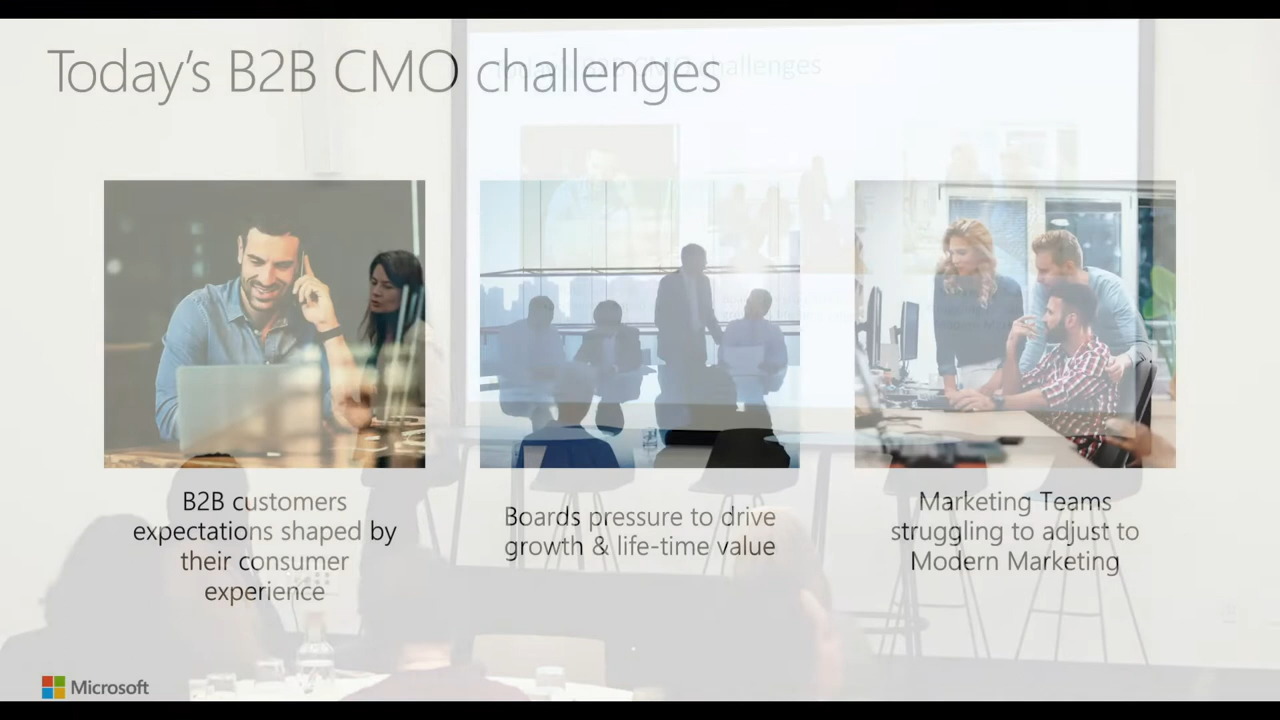 Today's B2B CMO challenges
B2B customers
expectations shaped by
their consumer
experience
Boards pressure to drive
growth & life-time value
Marketing Teams
struggling to adjust to
Modern Marketing
Microsoft